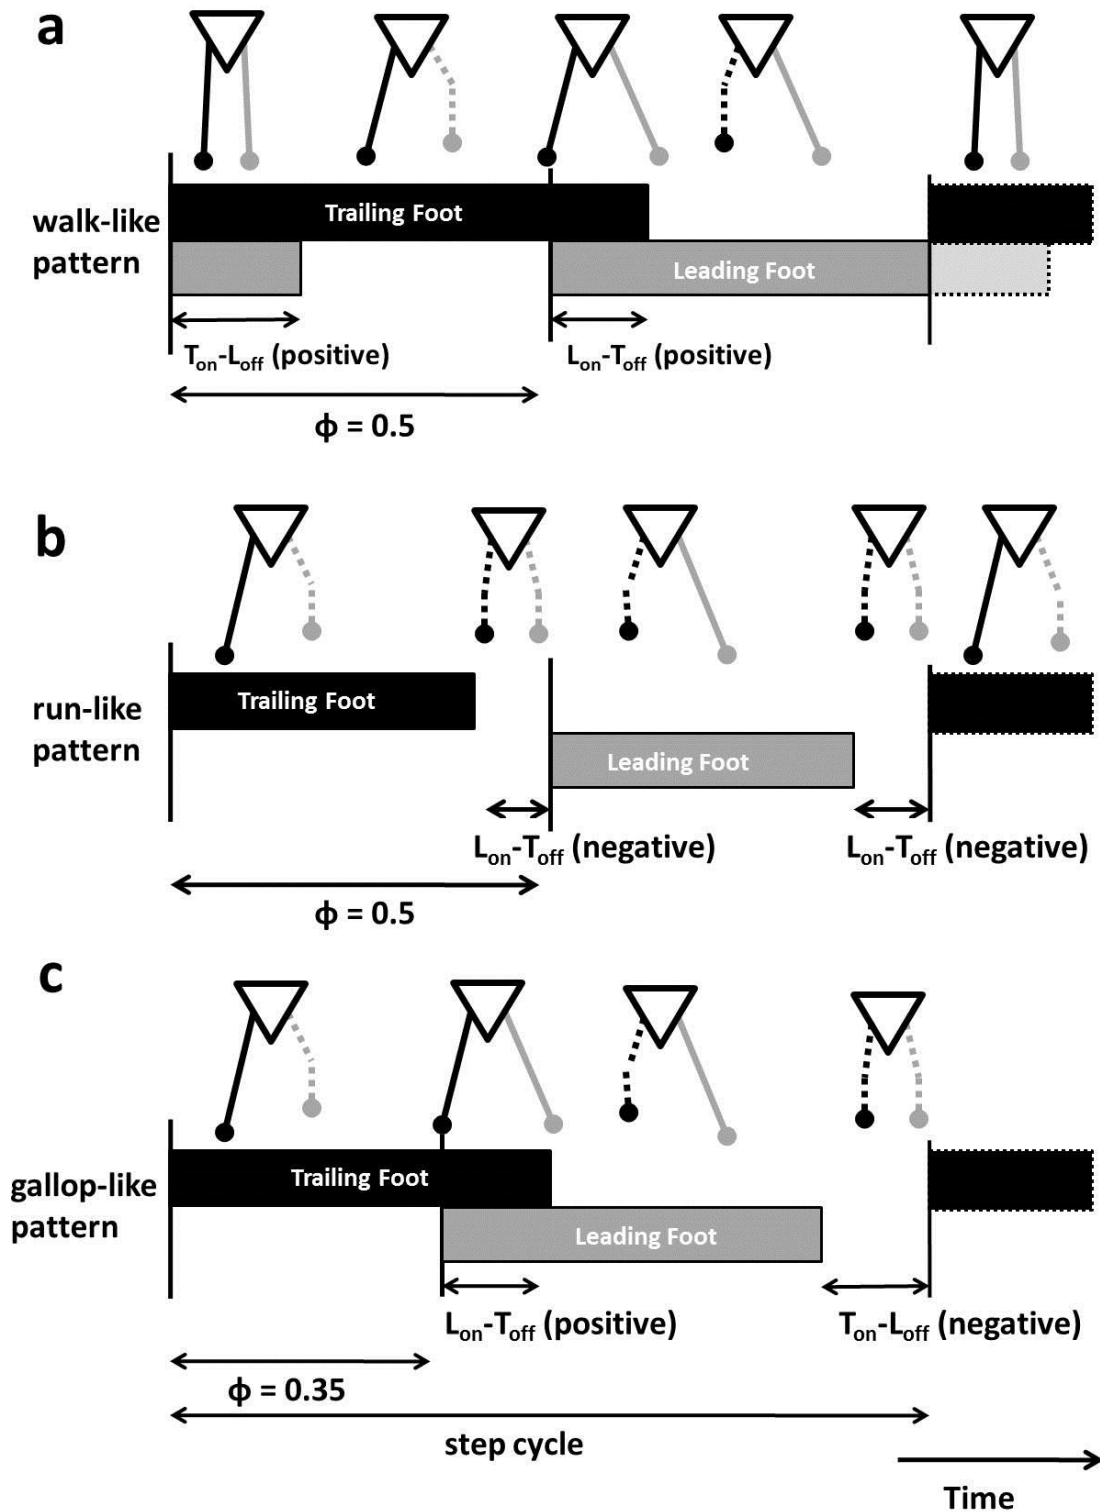 a
walk-like
pattern
Trailing Foot
Leading Foot
Ton-Loff (positive)
Lon-Toff (positive)
ϕ = 0.5
b
run-like
pattern
Trailing Foot
Leading Foot
Lon-Toff (negative)
Lon-Toff (negative)
ϕ = 0.5
c
gallop-like
pattern
Trailing Foot
Leading Foot
Lon-Toff (positive)
Ton-Loff (negative)
ϕ = 0.35
step cycle
Time